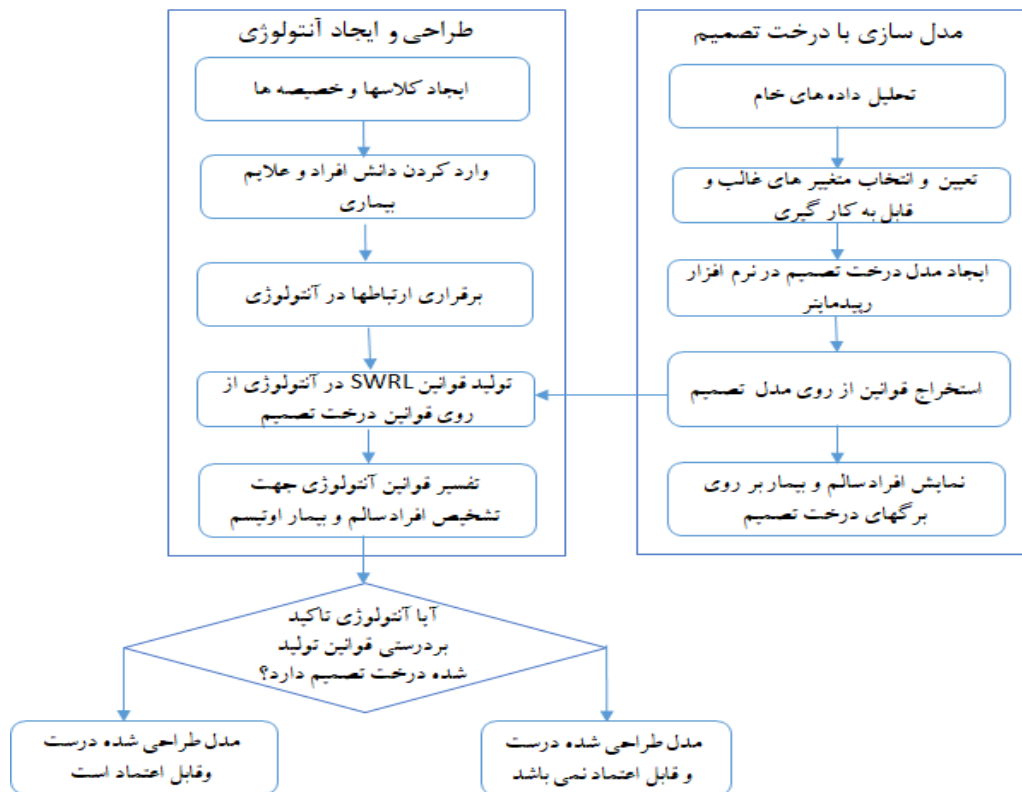 مدل سازی با درخت تصمیم
تحلیل داده های خام
تعیین و انتخاب متغیر های غالب و
قابل به کار گیری
ایجاد مدل درخت تصمیم در نرم افزار
رپیدماینر
استخراج قوانین از روی مدل تصمیم
نمایش افراد سالم و بیمار بر روی
برگهای درخت تصمیم
طراحی و ایجاد آنتولوژی
ایجاد کلاسها و خصیصه ها
وارد کردن دانش افراد و علایم
بیماری
برقراری ارتباطها در آنتولوژی
تولید قوانین SWRL در آنتولوژی از
روی قوانین درخت تصمیم
تفسیر قوانین آنتولوژی جهت
تشخیص افراد سالم و بیمار اوتیسم
آیا آنتولوژی تاکید
بردرستی قوانین تولید
شده درخت تصمیم دارد؟
مدل طراحی شده درست
و قابل اعتماد نمی باشد
مدل طراحی شده درست
وقابل اعتماد است